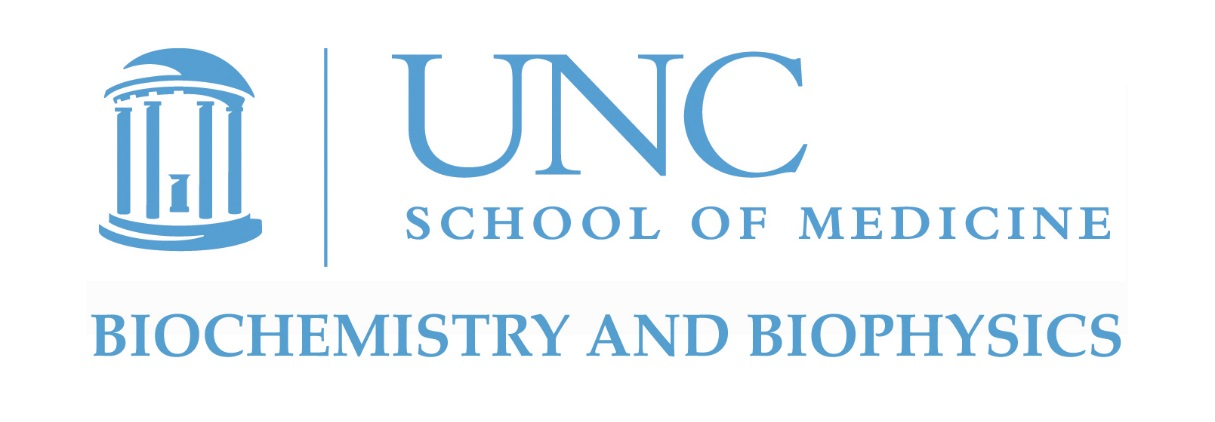 UNC
SCHOOL OF MEDICINE
BIOCHEMISTRY AND BIOPHYSICS